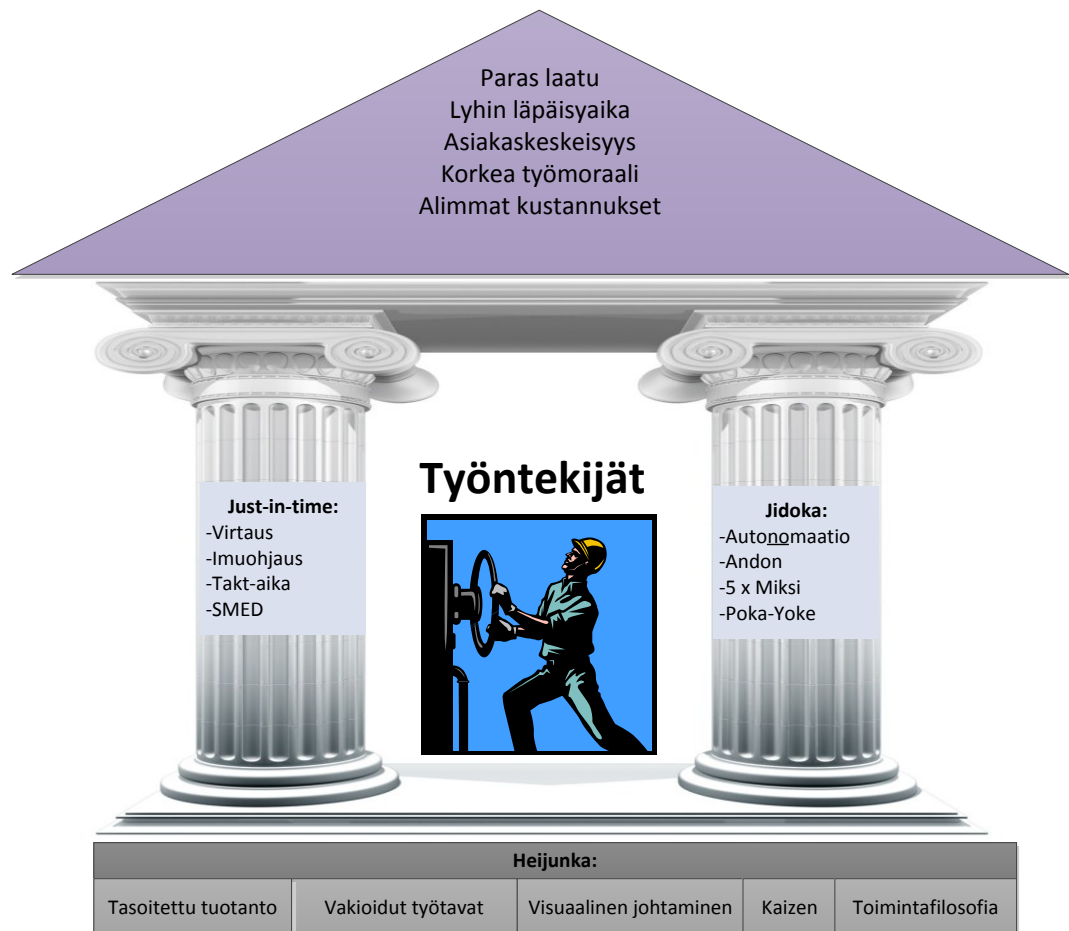 Paras laatu
Lyhin läpäisyaika
Asiakaskeskeisyys
Korkea työmoraali
Alimmat kustannukset
Työntekijät
Just-in-time:
-Virtaus
-Imuohjaus
-Takt-aika
-SMED
Jidoka:
-Autonomaatio
-Andon
-5 x Miksi
-Poka-Yoke
Heijunka:
Tasoitettu tuotanto
Vakioidut työtavat
Visuaalinen johtaminen
Kaizen
Toimintafilosofia